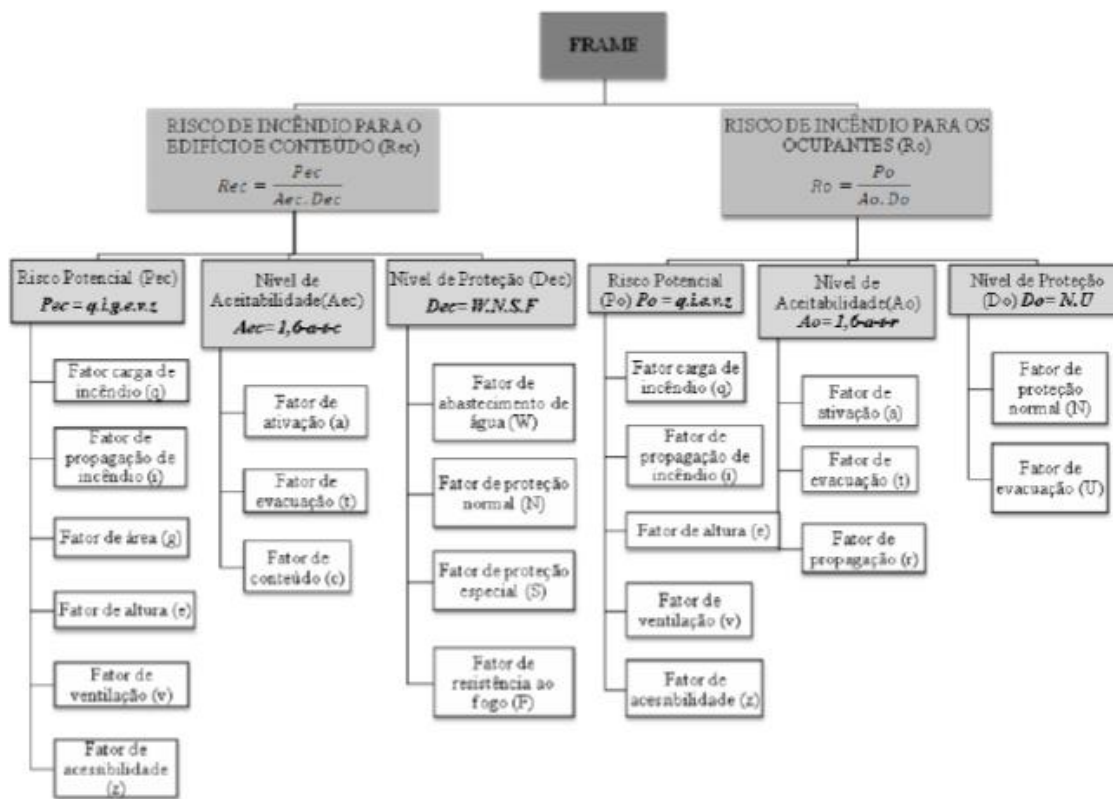 FRAME
RISCO DE INCÊNDIO PARA O
EDIFÍCIO E CONTEÚDO (Rec)
Rec = Pec
Aec.Dec
RISCO DE INCÊNDIO PARA OS
OCUPANTES (Ro)
Ro = Po
Ao.Do
Risco Potencial (Pec)
Pec = q.i.g.e.v.z
Fator carga de
incêndio (q)
Fator de
propagação de
incêndio (i)
Fator de área (g)
Fator de altura (e)
Fator de
ventilação (v)
Fator de
acessibilidade
(z)
Nível de
Aceitabilidade(Aec)
Aec= 1,6-a-t-c
Fator de
ativação (a)
Fator de
evacuação (t)
Fator de
conteúdo (c)
Nível de Proteção (Dec)
Dec= W.N.S.F
Fator de
abastecimento de
água (W)
Fator de proteção
normal (N)
Fator de proteção
especial (S)
Fator de
resistência ao
fogo (F)
Risco Potencial
(Po) Po = q.i.e.v.z
Fator carga de
incêndio (q)
Fator de
propagação de
incêndio (i)
Fator de altura (e)
Fator de
ventilação (v)
Fator de
acessibilidade (z)
Nível de
Aceitabilidade(Ao)
Ao= 1,6-a-t-r
Fator de
ativação (a)
Fator de
evacuação (t)
Fator de
propagação (r)
Nível de Proteção
(Do) Do= N.U
Fator de
proteção
normal (N)
Fator de
evacuação (U)